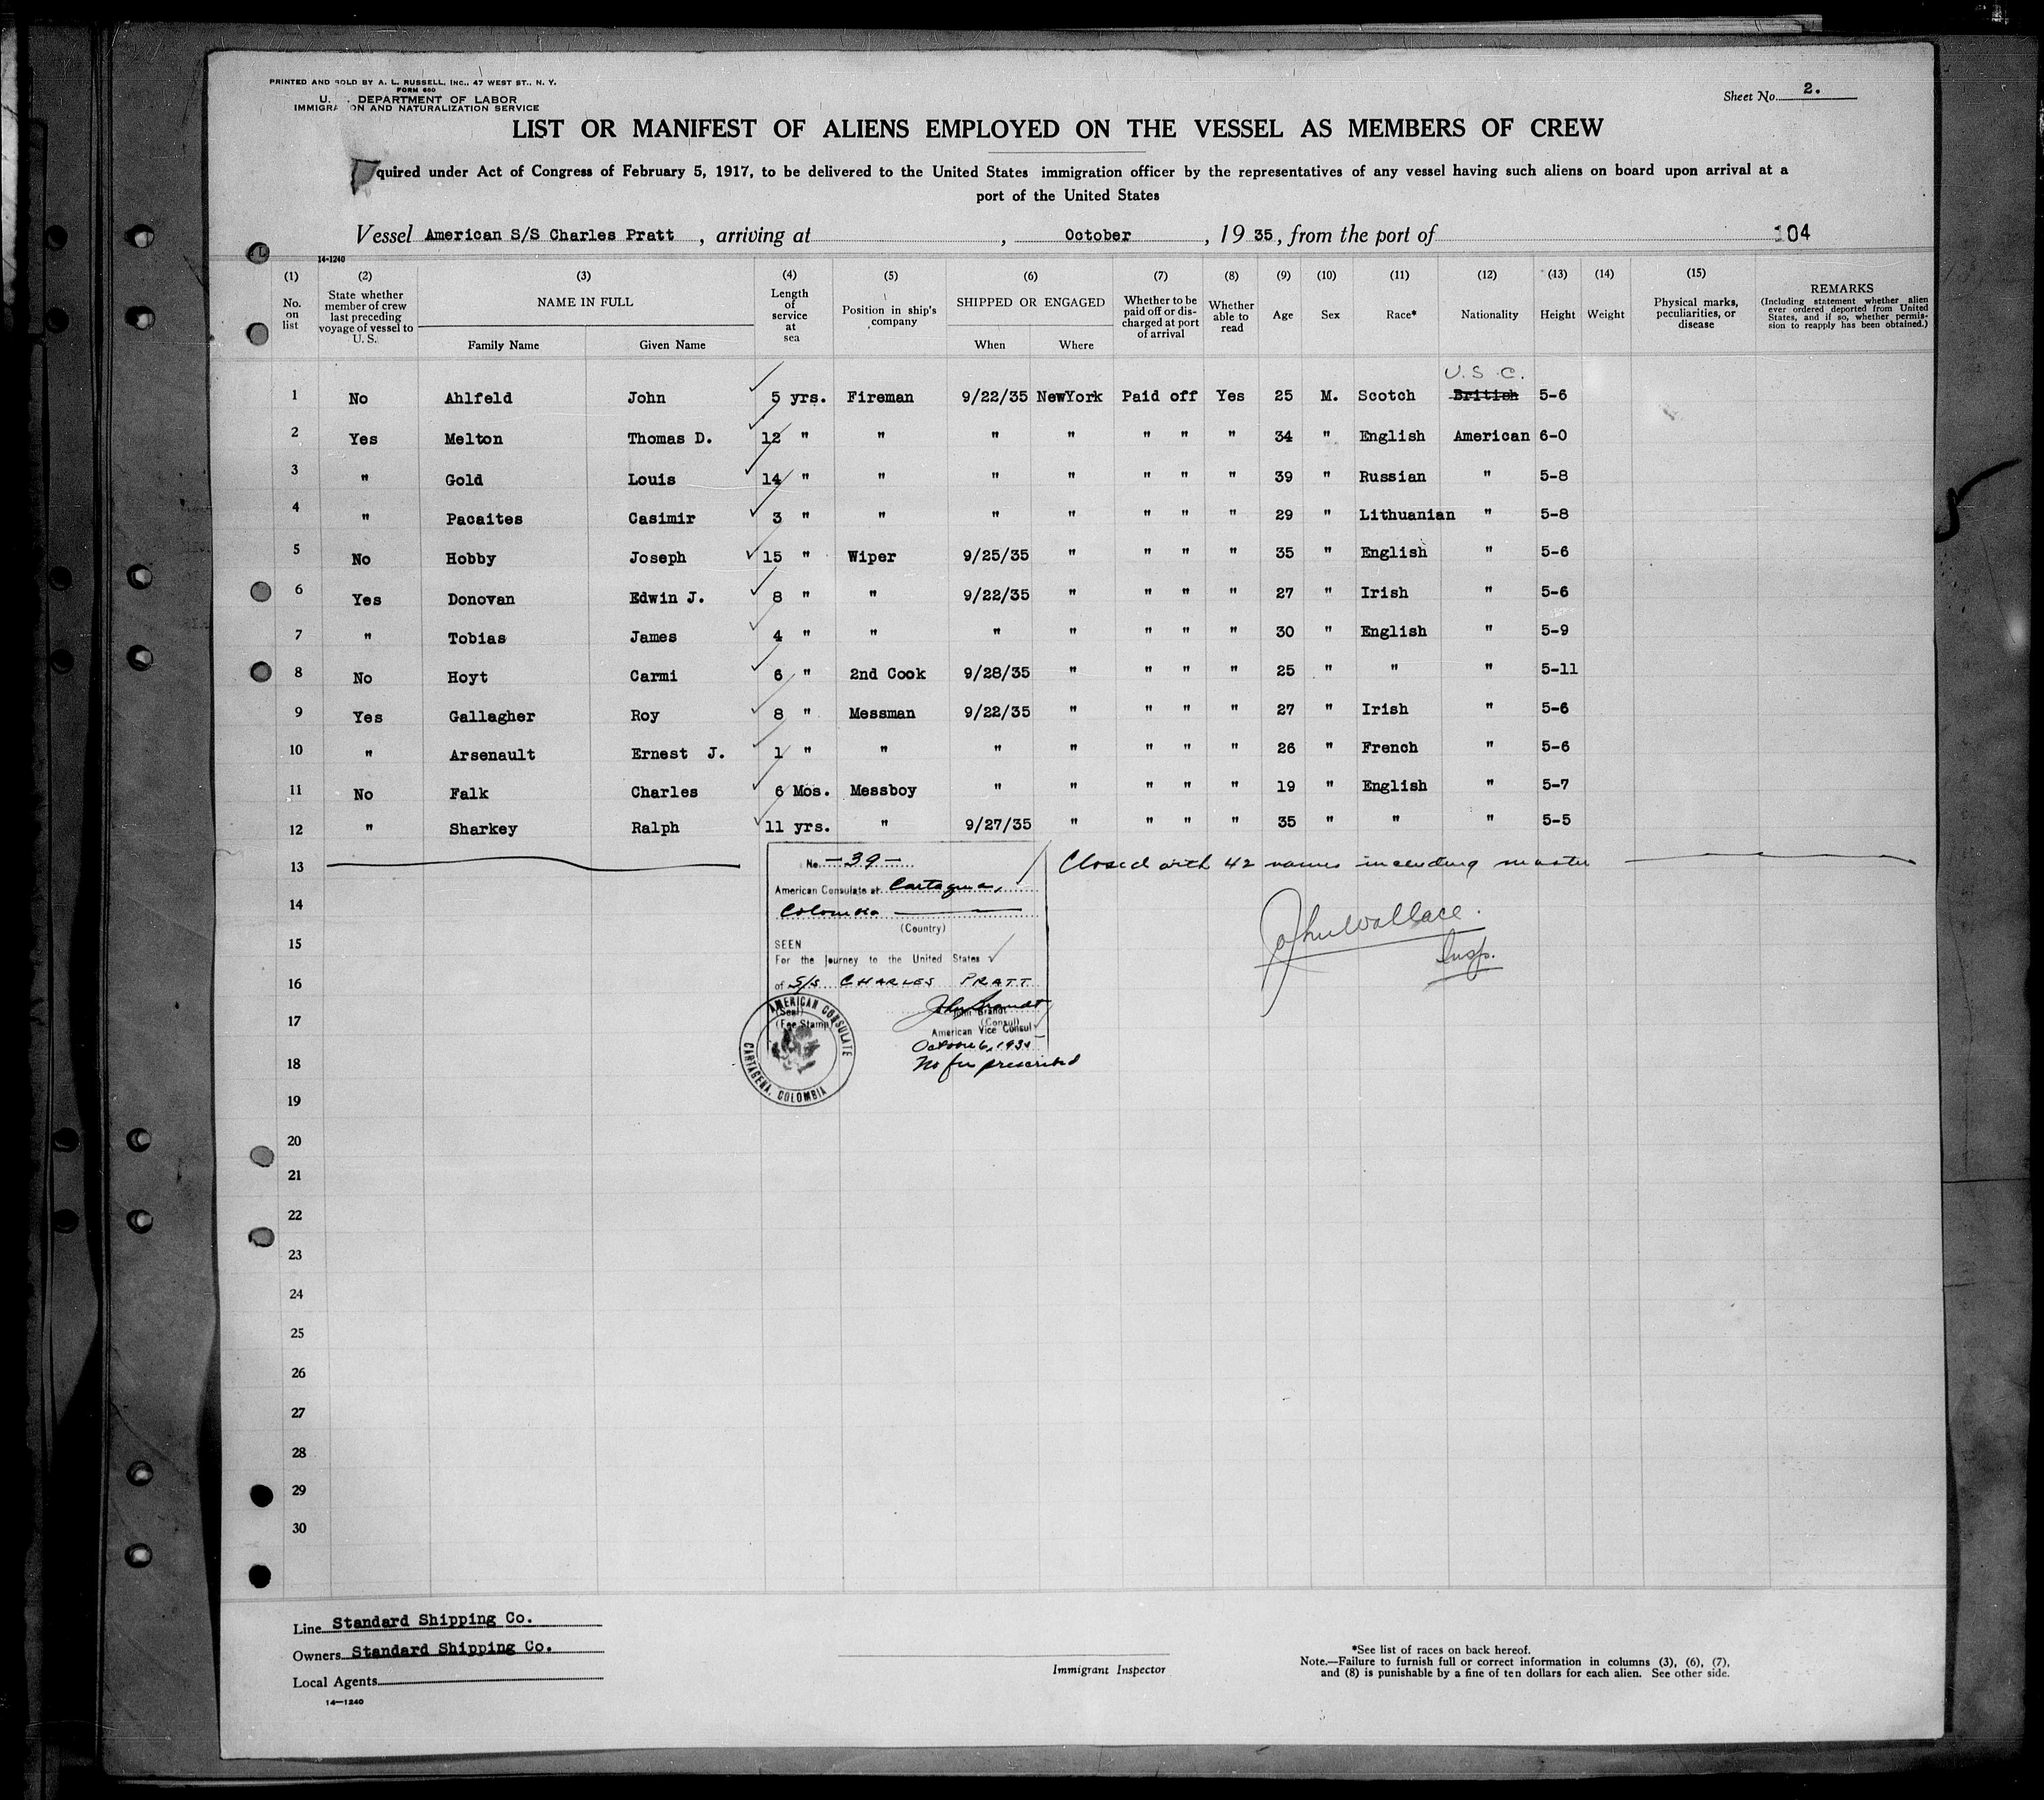 PRINTED AND SOLD BY A. L. RUSSELL, INC., 47 WEST ST., N. Y.
FORM 680
U. DEPARTMENT OF LABOR
IMMIGRA ON AND NATURALIZATION SERVICE
Sheet No. 2.
LIST OR MANIFEST OF ALIENS EMPLOYED ON THE VESSEL AS MEMBERS OF CREW
quired under Act of Congress of February 5, 1917, to be delivered to the United States immigration officer by the representatives of any vessel having such aliens on board upon arrival at a
port of the United States
Vessel American S/S Charles Pratt , arriving at , October , 19 35, from the port of 104
14-1240
(1) (2) (3) (4) (5) (6) (7) (8) (9) (10) (11) (12) (13) (14) (15)
No. on list
State whether member of crew last preceding voyage of vessel to U. S.
NAME IN FULL
Family Name Given Name
Length of service at sea
Position in ship's company
SHIPPED OR ENGAGED
When Where
Whether to be paid off or discharged at port of arrival
Whether able to read
Age Sex Race* Nationality Height Weight
Physical marks, peculiarities, or disease
REMARKS
(Including statement whether alien ever ordered deported from United States, and if so, whether permission to reapply has been obtained.)
U. S C.
1 No Ahlfeld John 5 yrs. Fireman 9/22/35 NewYork Paid off Yes 25 M. Scotch British 5-6
2 Yes Melton Thomas D. 12 " " " " " " " 34 " English American 6-0
3 " Gold Louis 14 " " " " " " " 39 " Russian " 5-8
4 " Pacaites Casimir 3 " " " " " " " 29 " Lithuanian " 5-8
5 No Hobby Joseph 15 " Wiper 9/25/35 " " " " 35 " English " 5-6
6 Yes Donovan Edwin J. 8 " " 9/22/35 " " " " 27 " Irish " 5-6
7 " Tobias James 4 " " " " " " " 30 " English " 5-9
8 No Hoyt Carmi 6 " 2nd Cook 9/28/35 " " " " 25 " " " 5-11
9 Yes Gallagher Roy 8 " Messman 9/22/35 " " " " 27 " Irish " 5-6
10 " Arsenault Ernest J. 1 " " " " " " " 26 " French " 5-6
11 No Falk Charles 6 Mos. Messboy " " " " " 19 " English " 5-7
12 " Sharkey Ralph 11 yrs. " 9/27/35 " " " " 35 " " " 5-5
13 No. -39- Closed with 42 names including master
American Consulate at Cartagena,
14 Colombia
(Country)
John Wallace.
Insp.
15 SEEN
For the Journey to the United States
16 of S/S CHARLES PRATT
17 (Seal) John Brandt
(Fee Stamp) (Consul)
American Vice Consul
October 6, 1935
18 No fee prescribed
AMERICAN CONSULATE
CARTAGENA, COLOMBIA
19
20
21
22
23
24
25
26
27
28
29
30
Line Standard Shipping Co.
Owners Standard Shipping Co.
Local Agents
14—1240
Immigrant Inspector
*See list of races on back hereof.
Note.—Failure to furnish full or correct information in columns (3), (6), (7),
and (8) is punishable by a fine of ten dollars for each alien. See other side.